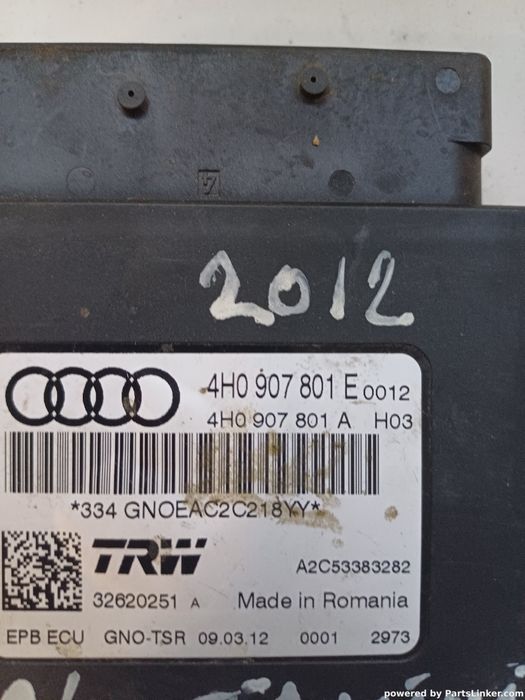 2012
4H0 907 801 E 0012
4H0 907 801 A H03
*334 GNOEAC2C218YY*
TRW
A2C53383282
32620251 A Made in Romania
EPB ECU GNO-TSR 09.03.12 0001 2973
powered by PartsLinker.com